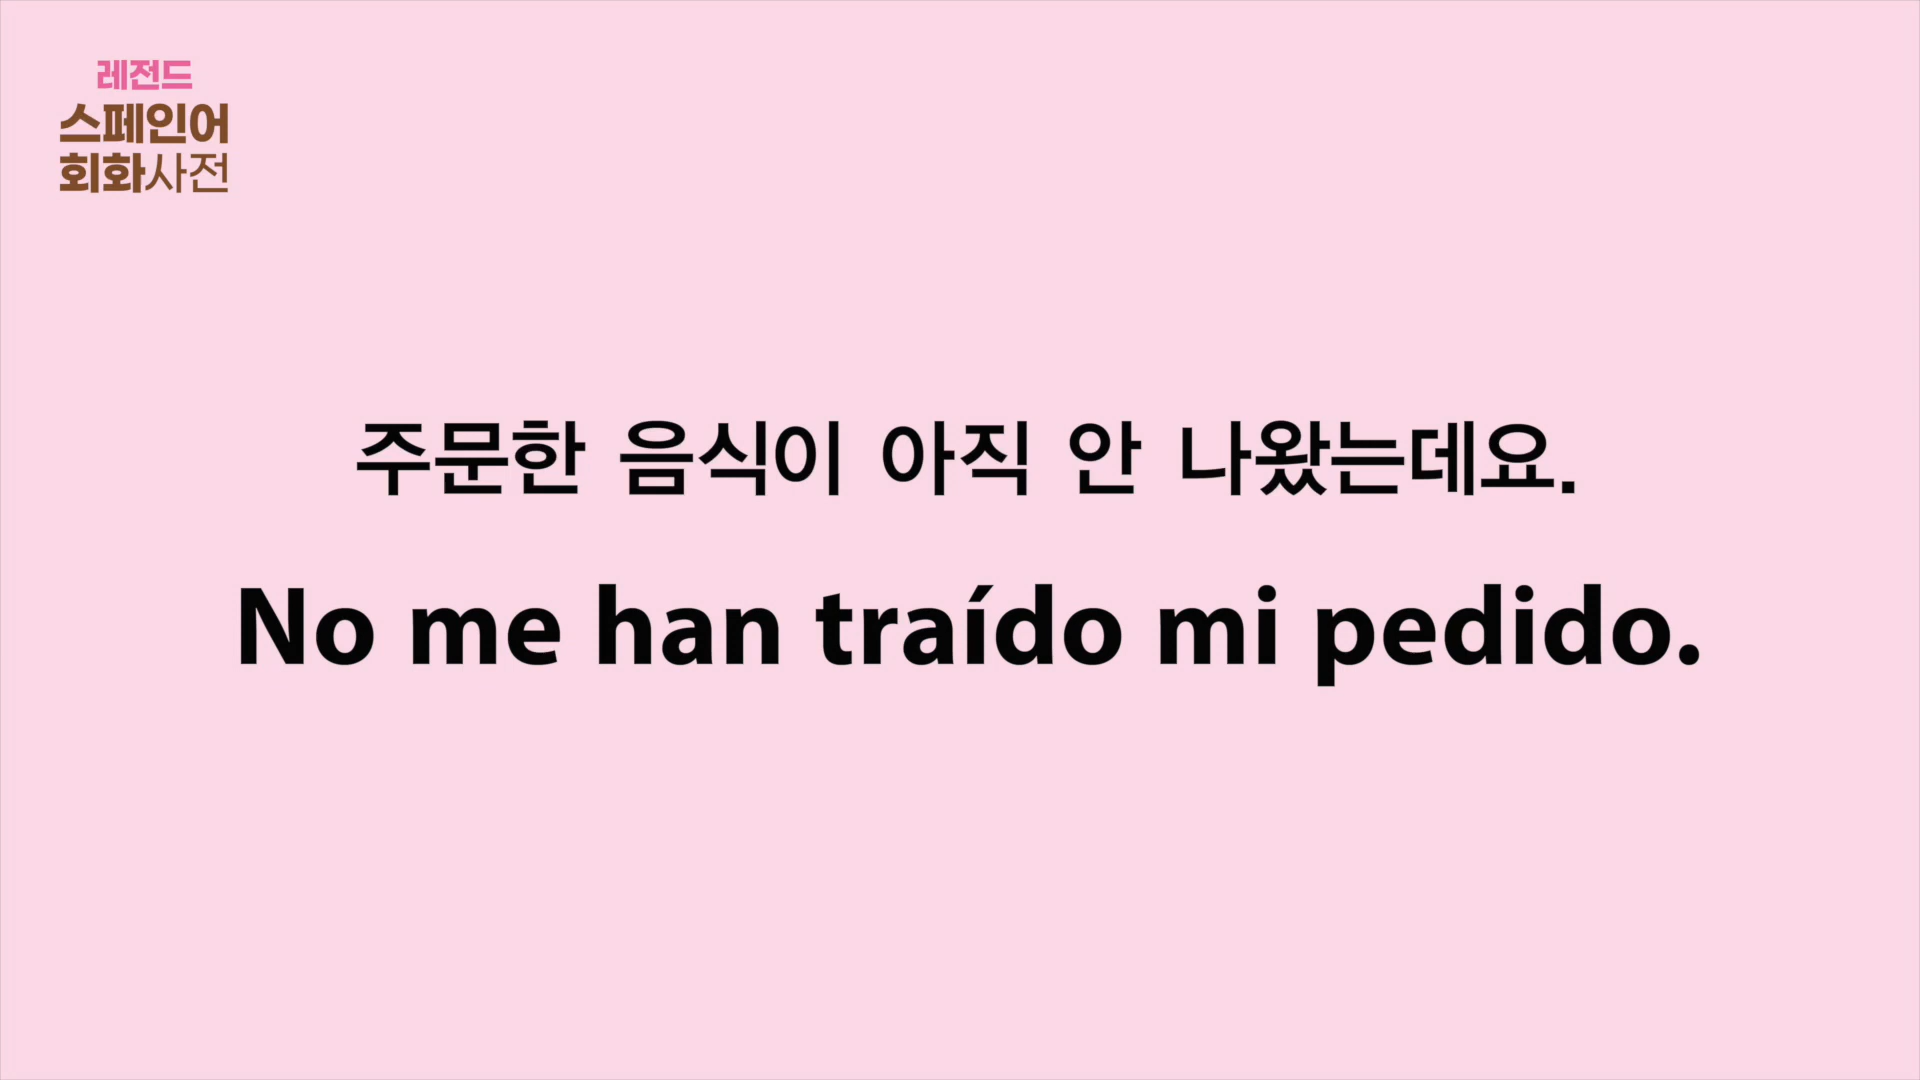 레전드
스페인어
회화사전
주문한 음식이 아직 안 나왔는데요.
No me han traído mi pedido.